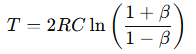 T = 2RC ln ( (1 + β) / (1 − β) )